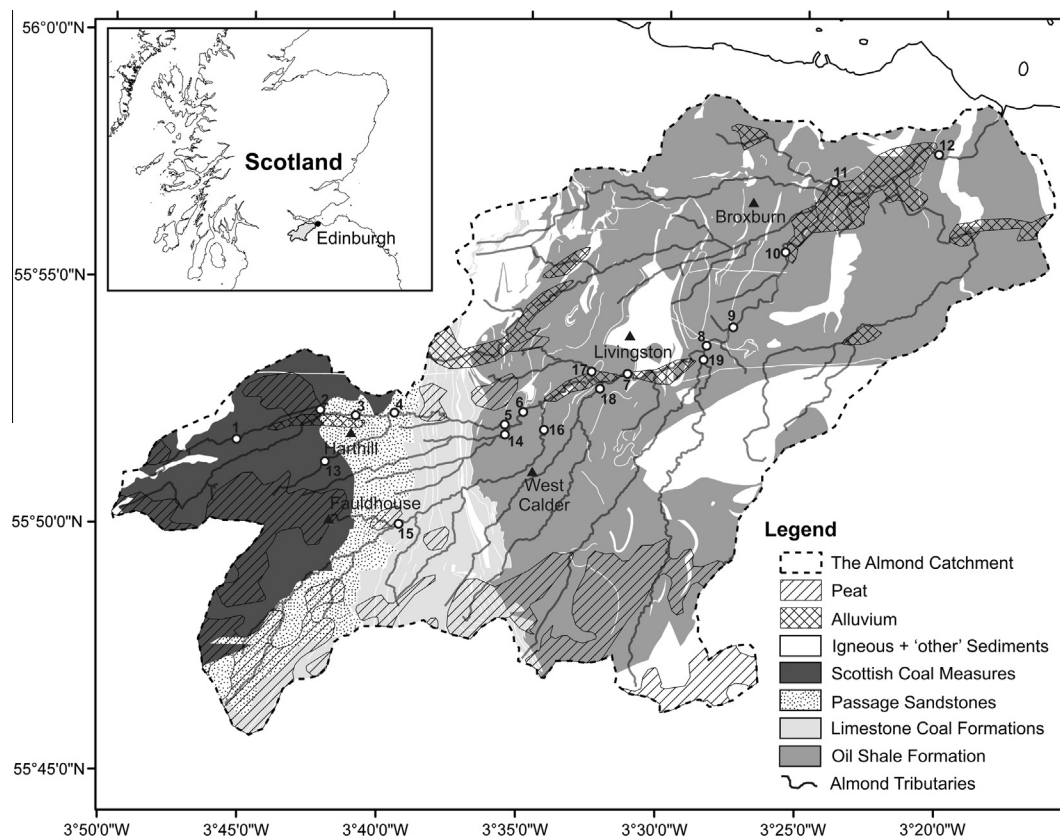 56°0'0"N
55°55'0"N
55°50'0"N
55°45'0"N
Scotland
Edinburgh
12
11
Broxburn
10
9
8
Livingston
19
17
7
18
2
3
4
6
5
1
14
16
Harthill
13
West
Calder
Fauldhouse
15
Legend
The Almond Catchment
Peat
Alluvium
Igneous + ‘other’ Sediments
Scottish Coal Measures
Passage Sandstones
Limestone Coal Formations
Oil Shale Formation
Almond Tributaries
3°50'0"W
3°45'0"W
3°40'0"W
3°35'0"W
3°30'0"W
3°25'0"W
3°20'0"W